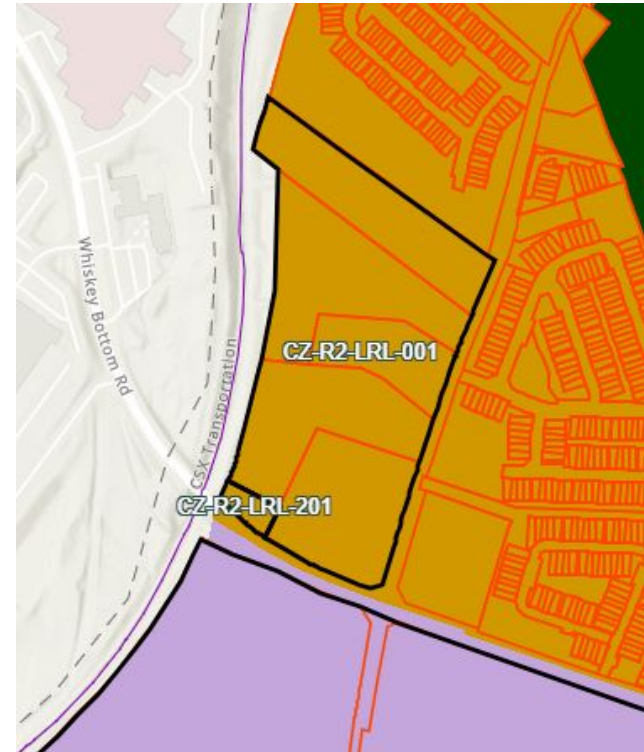 Whiskey Bottom Rd
CSX Transportation
CZ-R2-LRL-001
CZ-R2-LRL-201